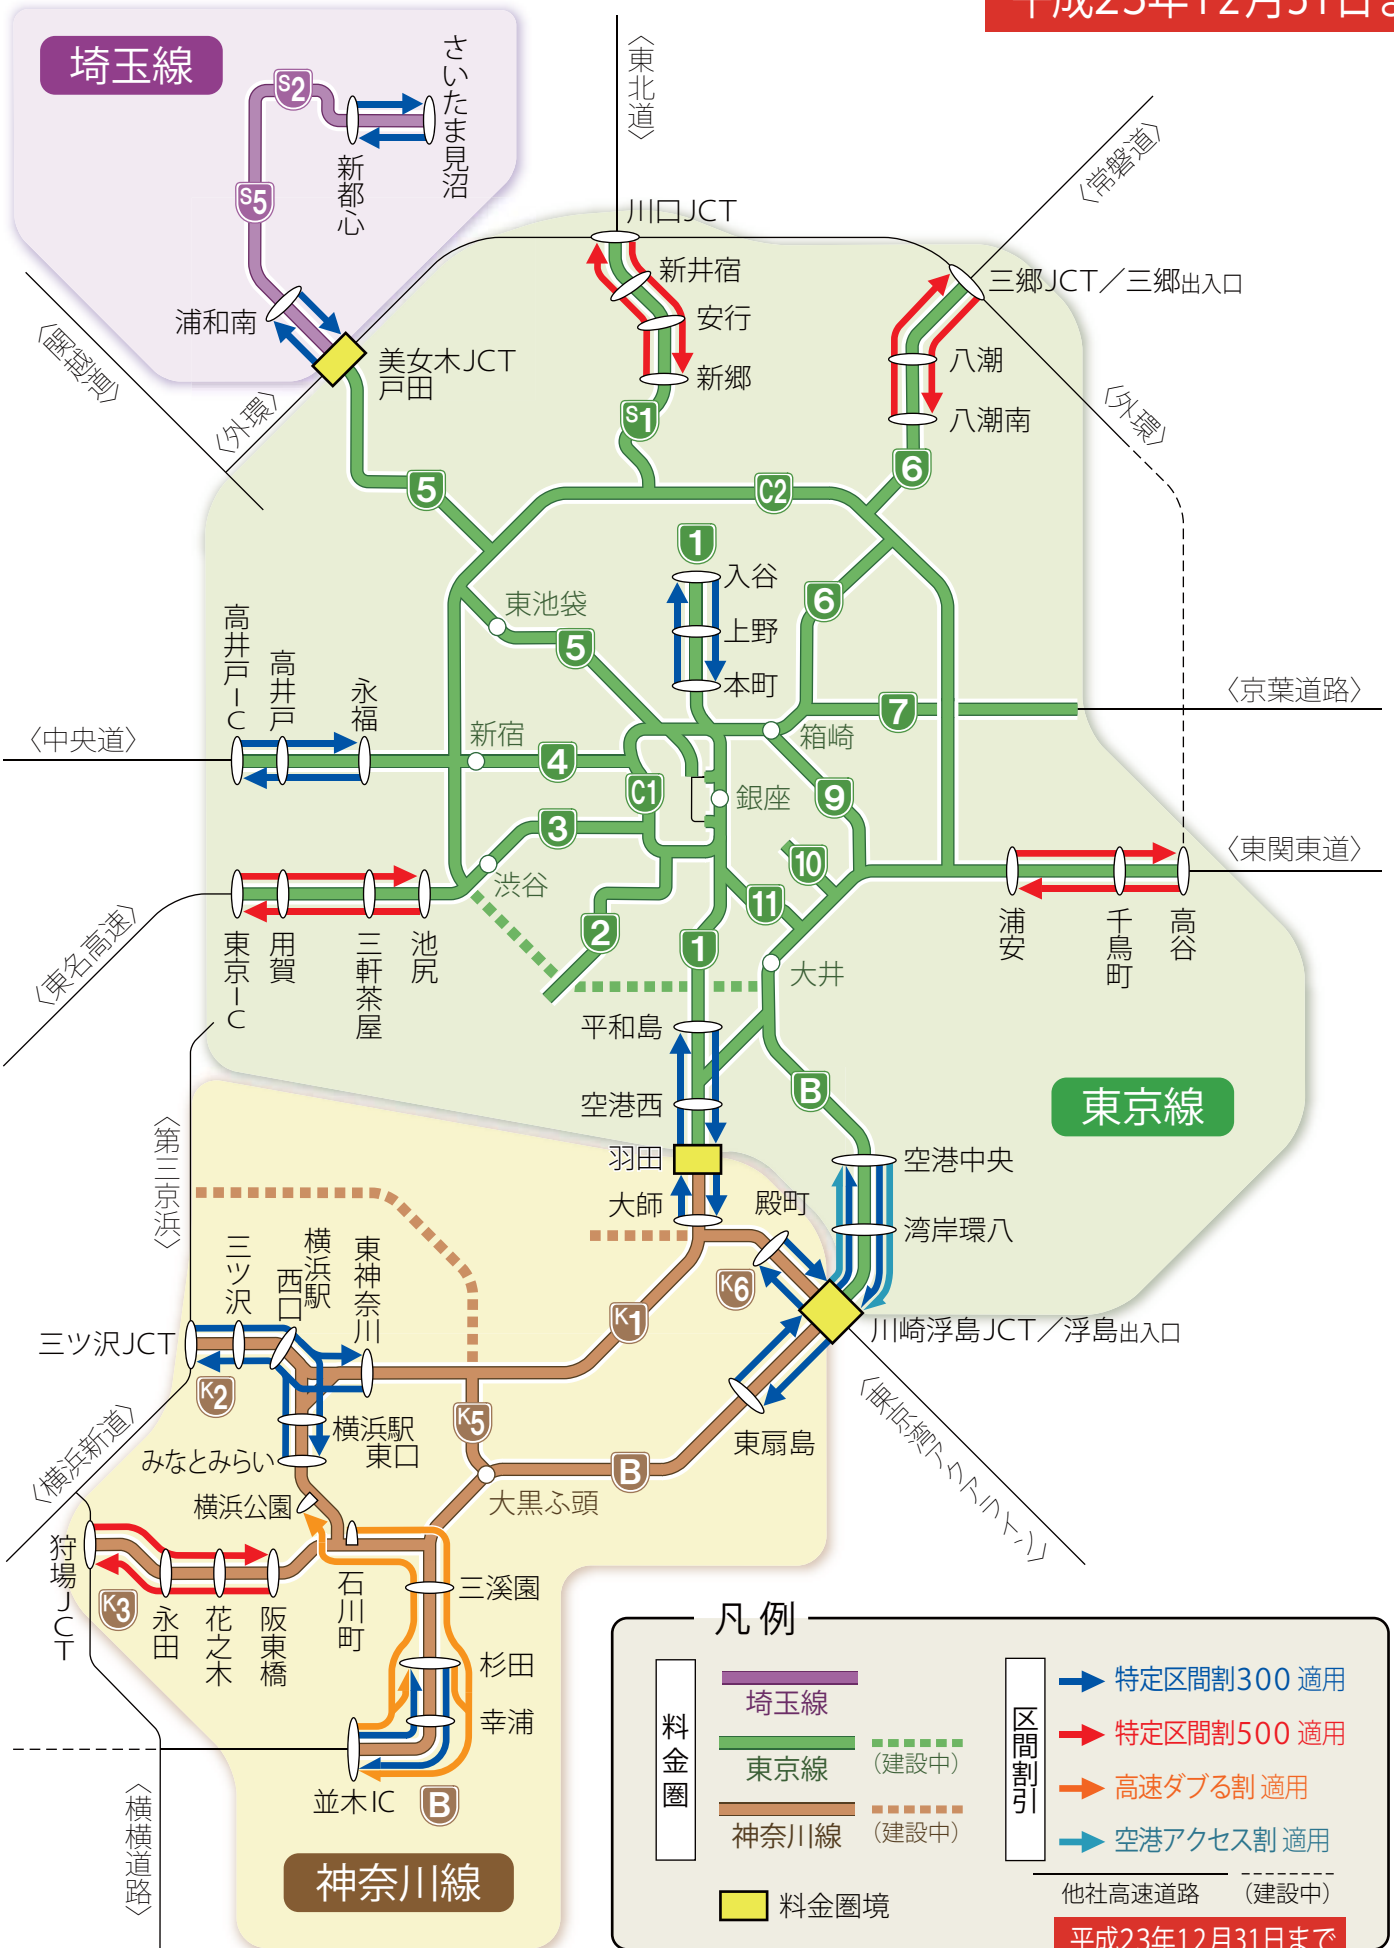 平成23年12月31日ま
埼玉線
S2
さいたま見沼
新都心
S5
浦和南
美女木JCT
戸田
〈関越道〉
〈外環〉
〈東北道〉
川口JCT
新井宿
安行
新郷
S1
〈常磐道〉
三郷JCT／三郷出入口
八潮
八潮南
〈外環〉
6
5
C2
1
入谷
上野
本町
6
東池袋
5
高井戸IC
高井戸
永福
〈中央道〉
新宿
4
箱崎
7
〈京葉道路〉
C1
銀座
9
3
渋谷
10
11
〈東関東道〉
浦安
千鳥町
高谷
〈東名高速〉
東京IC
用賀
三軒茶屋
池尻
2
1
大井
平和島
空港西
羽田
大師
B
東京線
空港中央
湾岸環八
殿町
K6
川崎浮島JCT／浮島出入口
〈第三京浜〉
三ツ沢
横浜駅
西口
東神奈川
三ツ沢JCT
K2
K1
K5
横浜駅
東口
みなとみらい
東扇島
B
〈東京湾アクアライン〉
〈横浜新道〉
横浜公園
大黒ふ頭
狩場JCT
K3
永田
花之木
阪東橋
石川町
三溪園
杉田
幸浦
並木IC
B
〈横横道路〉
神奈川線
凡例
料金圏
埼玉線
東京線
（建設中）
神奈川線
（建設中）
料金圏境
区間割引
特定区間割300 適用
特定区間割500 適用
高速ダブる割 適用
空港アクセス割 適用
他社高速道路
（建設中）
平成23年12月31日まで